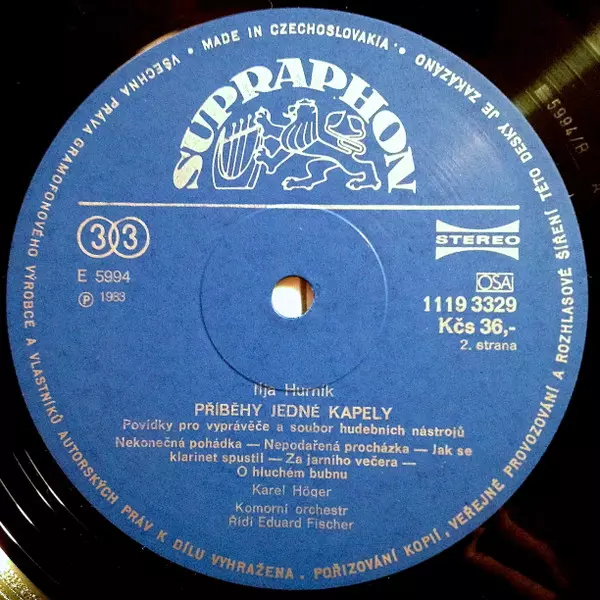 VŠECHNA PRÁVA GRAMOFONOVÉHO VÝROBCE A VLASTNÍKŮ AUTORSKÝCH PRÁV K DÍLU VYHRAŽENA. · POŘIZOVÁNÍ KOPIÍ, VEŘEJNÉ PROVOZOVÁNÍ A ROZHLASOVÉ ŠÍŘENÍ TÉTO DESKY JE ZAKÁZÁNO
· MADE IN CZECHOSLOVAKIA ·
SUPRAPHON
33
E 5994
Ⓟ 1983
STEREO
OSA
1119 3329
Kčs 36,-
2. strana
Ilja Hurník
PŘÍBĚHY JEDNÉ KAPELY
Povídky pro vyprávěče a soubor hudebních nástrojů
Nekonečná pohádka — Nepodařená procházka — Jak se
klarinet spustil — Za jarního večera —
O hluchém bubnu
Karel Höger
Komorní orchestr
Řídí Eduard Fischer
E 5994/B